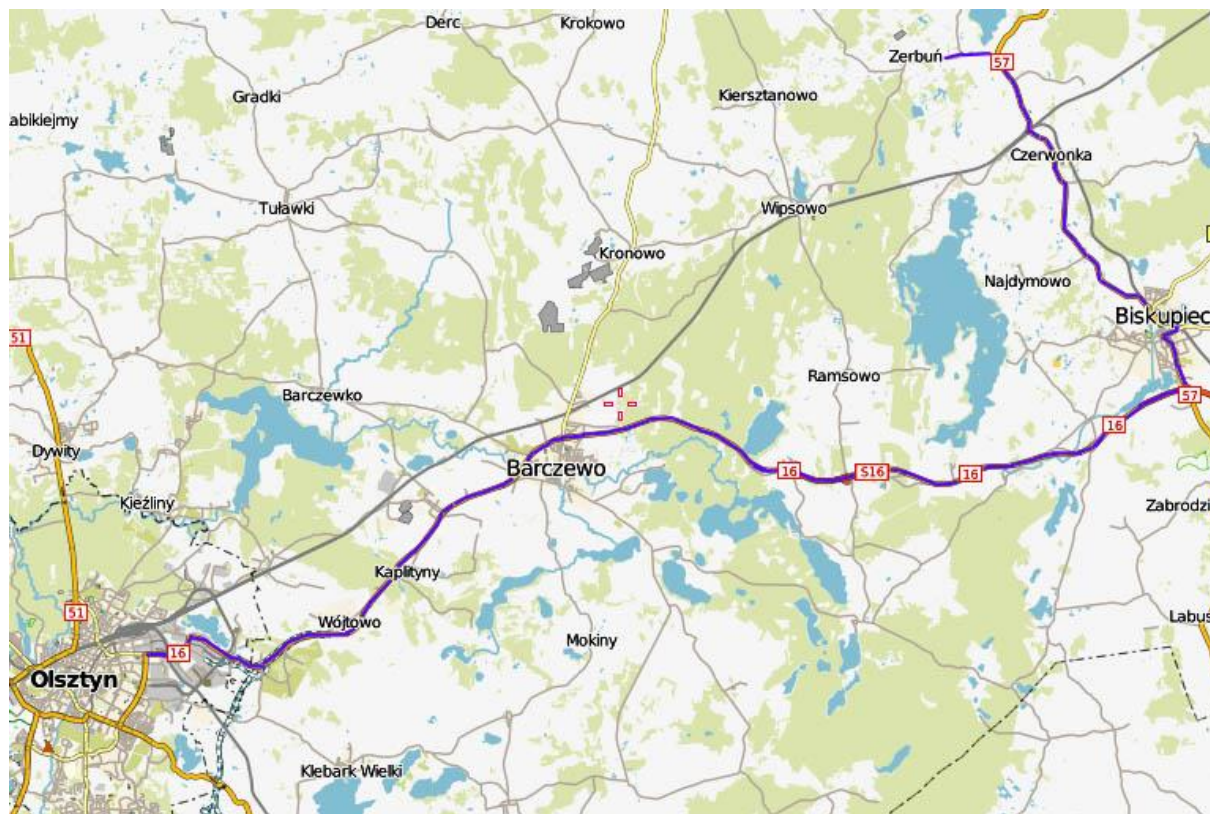 Derc
Krokowo
Zerbuń
57
Gradki
Kiersztanowo
abikiejmy
Czerwonka
Tuławki
Wipsowo
Kronowo
Najdymowo
Biskupiec
51
Ramsowo
Barczewko
57
16
Dywity
Barczewo
16
S16
16
Kieźliny
Zabrodzi
Kaplityny
51
Wójtowo
Labuś
Mokiny
16
Olsztyn
Klebark Wielki